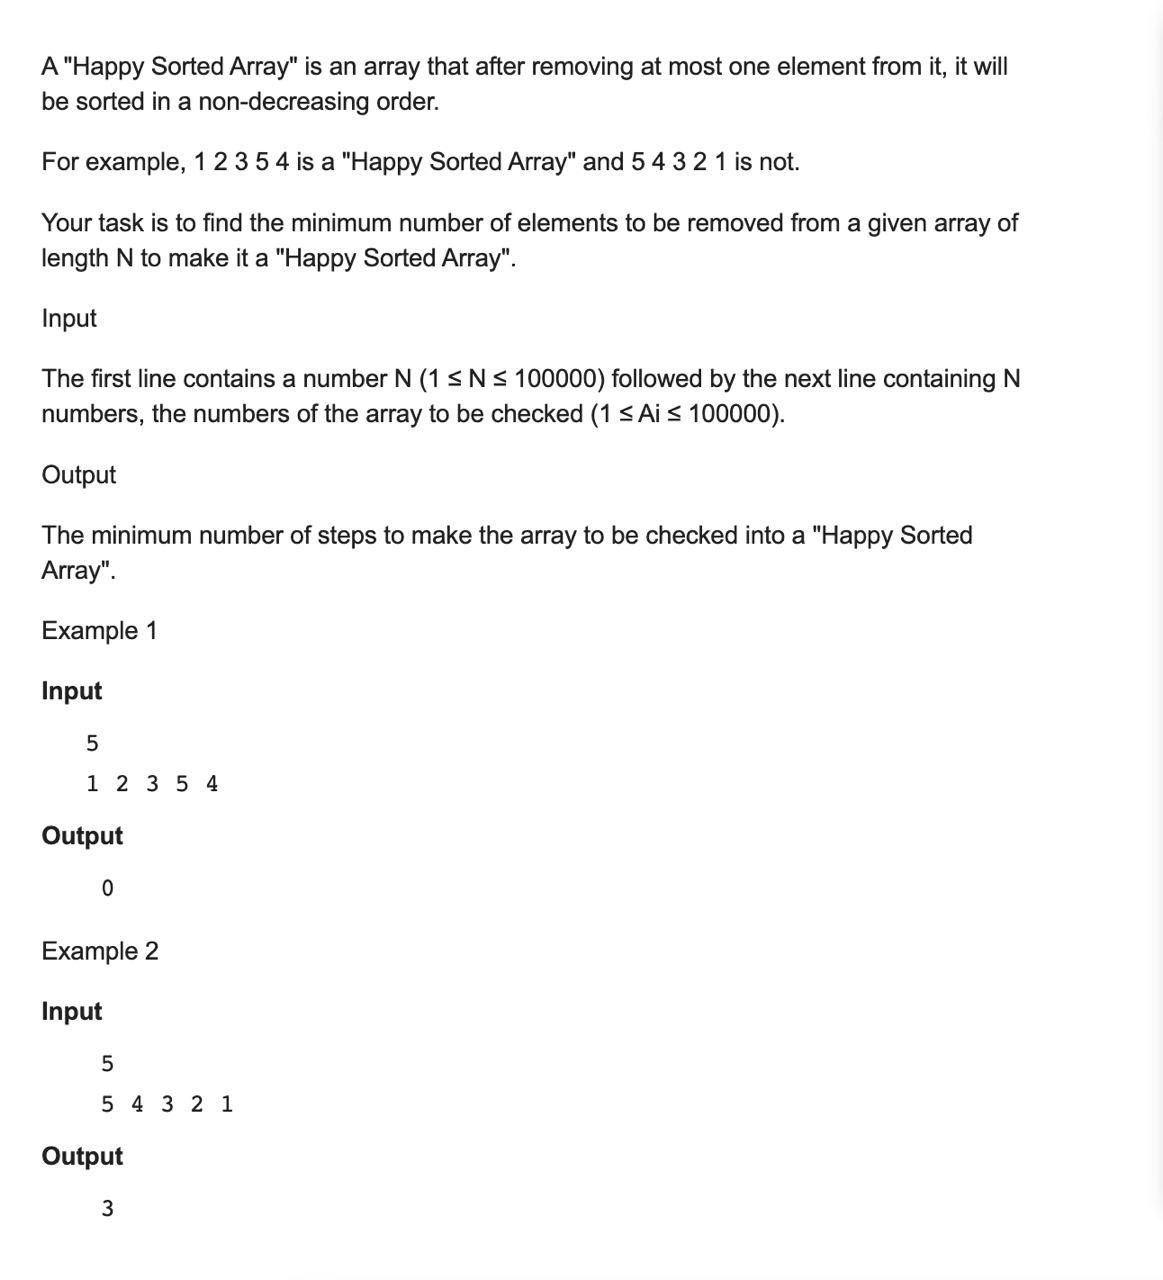 A "Happy Sorted Array" is an array that after removing at most one element from it, it will
be sorted in a non-decreasing order.
For example, 1 2 3 5 4 is a "Happy Sorted Array" and 5 4 3 2 1 is not.
Your task is to find the minimum number of elements to be removed from a given array of
length N to make it a "Happy Sorted Array".
Input
The first line contains a number N (1 ≤ N ≤ 100000) followed by the next line containing N
numbers, the numbers of the array to be checked (1 ≤ Ai ≤ 100000).
Output
The minimum number of steps to make the array to be checked into a "Happy Sorted
Array".
Example 1
Input
5
1 2 3 5 4
Output
0
Example 2
Input
5
5 4 3 2 1
Output
3